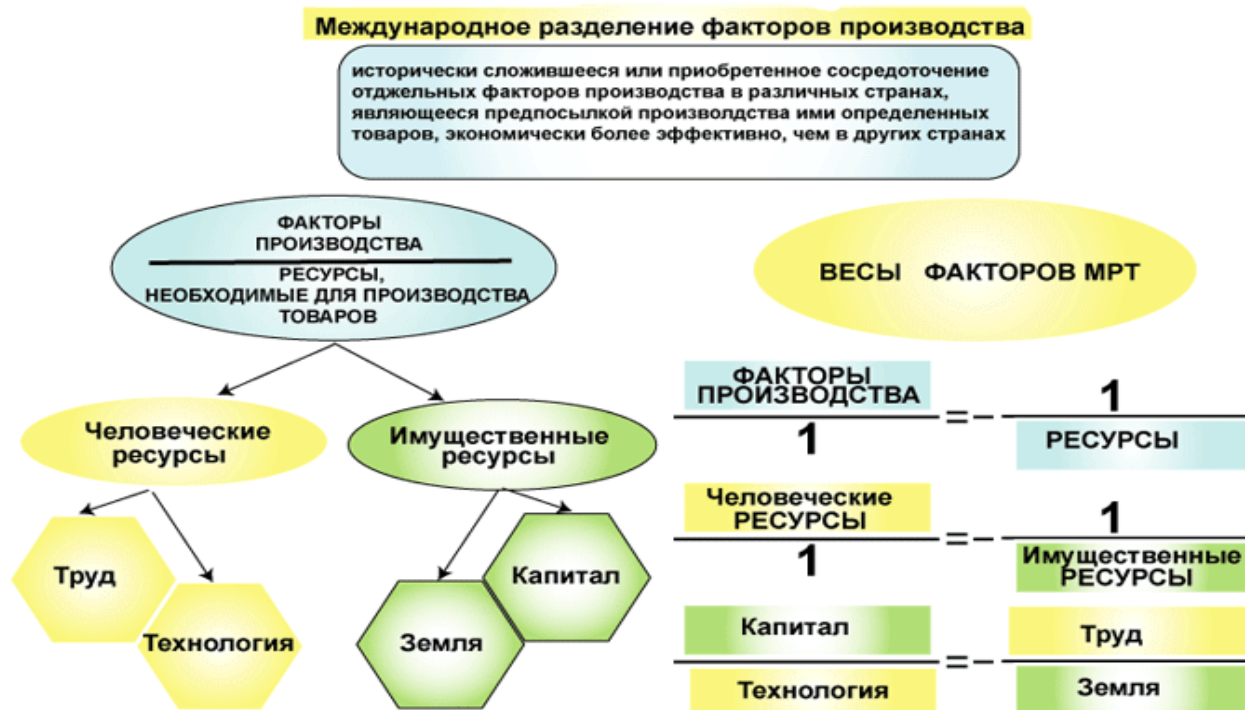 Международное разделение факторов производства
исторически сложившееся или приобретенное сосредоточение
отджельных факторов производства в различных странах,
являющееся предпосылкой произволдства ими определенных
товаров, экономически более эффективно, чем в других странах
ФАКТОРЫ
ПРОИЗВОДСТВА
РЕСУРСЫ,
НЕОБХОДИМЫЕ ДЛЯ ПРОИЗВОДСТВА
ТОВАРОВ
Человеческие
ресурсы
Имущественные
ресурсы
Труд
Технология
Земля
Капитал
ВЕСЫ ФАКТОРОВ МРТ
ФАКТОРЫ
ПРОИЗВОДСТВА
1
=-
1
РЕСУРСЫ
Человеческие
РЕСУРСЫ
1
=-
1
Имущественные
РЕСУРСЫ
Капитал
Технология
=-
Труд
Земля